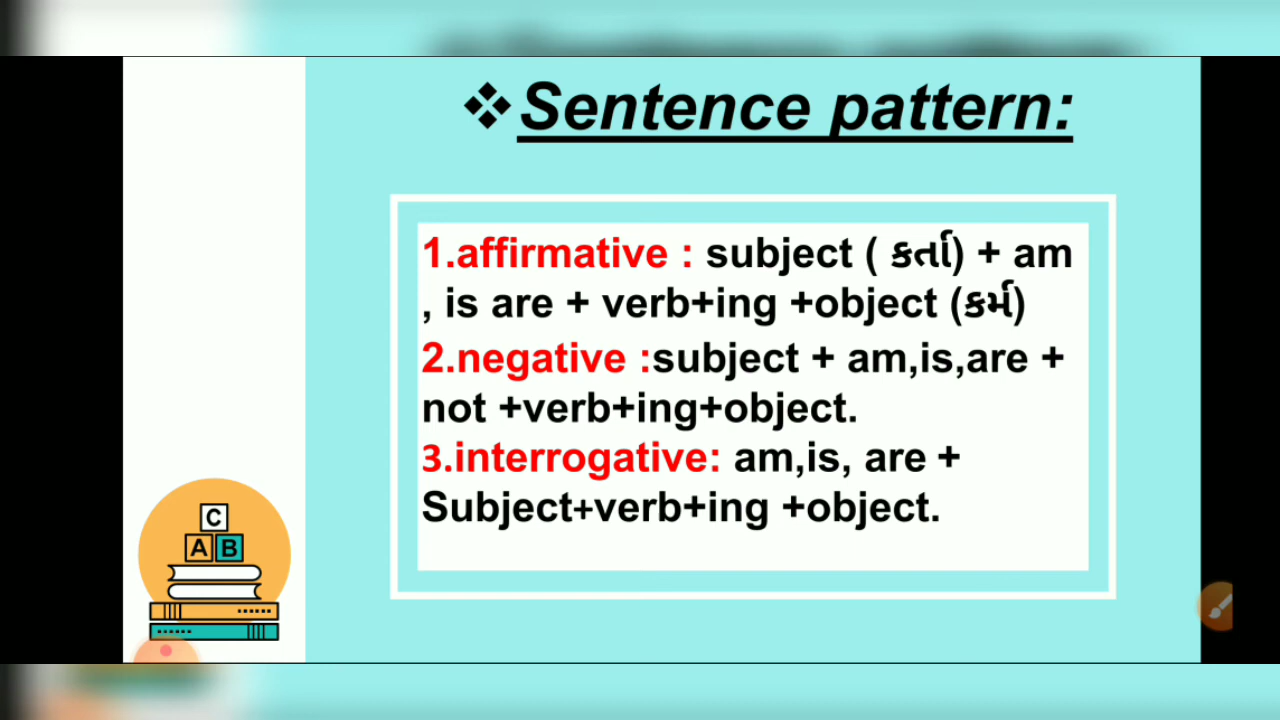 ❖Sentence pattern:
1.affirmative : subject ( કર્તા) + am
, is are + verb+ing +object (કર્મ)
2.negative :subject + am,is,are +
not +verb+ing+object.
3.interrogative: am,is, are +
Subject+verb+ing +object.
C
A B